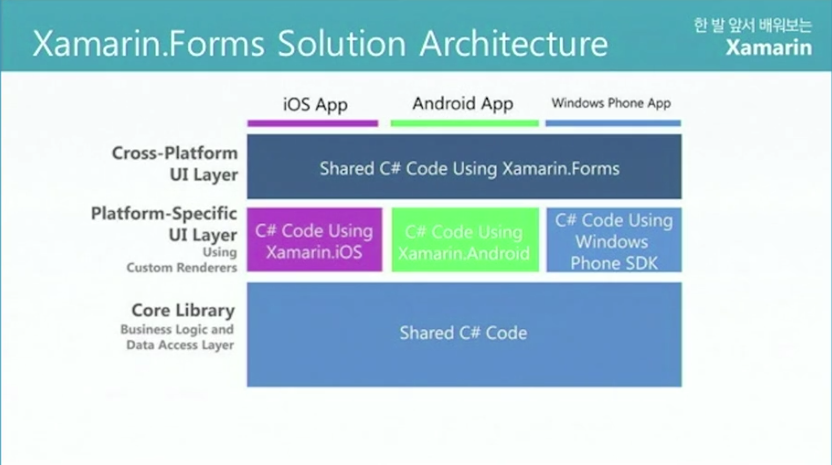 Xamarin.Forms Solution Architecture
한 발 앞서 배워보는
Xamarin
iOS App
Android App
Windows Phone App
Cross-Platform
UI Layer
Shared C# Code Using Xamarin.Forms
Platform-Specific
UI Layer
Using
Custom Renderers
C# Code Using
Xamarin.iOS
C# Code Using
Xamarin.Android
C# Code Using
Windows
Phone SDK
Core Library
Business Logic and
Data Access Layer
Shared C# Code